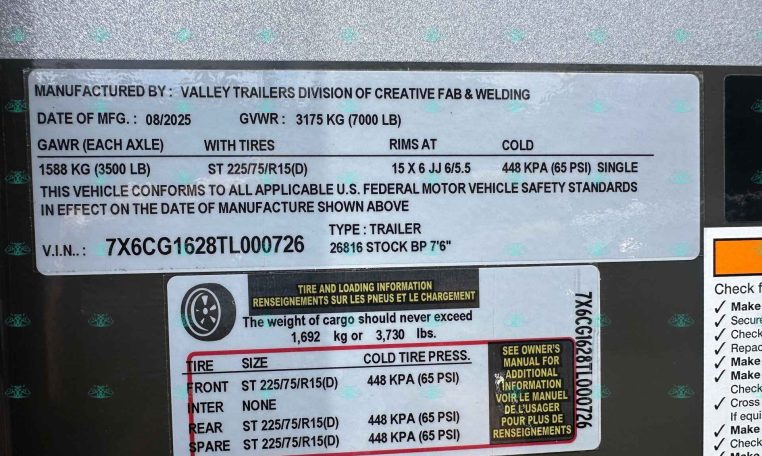 MANUFACTURED BY : VALLEY TRAILERS DIVISION OF CREATIVE FAB & WELDING
DATE OF MFG. : 08/2025 GVWR : 3175 KG (7000 LB)
GAWR (EACH AXLE) WITH TIRES RIMS AT COLD
1588 KG (3500 LB) ST 225/75/R15(D) 15 X 6 JJ 6/5.5 448 KPA (65 PSI) SINGLE
THIS VEHICLE CONFORMS TO ALL APPLICABLE U.S. FEDERAL MOTOR VEHICLE SAFETY STANDARDS
IN EFFECT ON THE DATE OF MANUFACTURE SHOWN ABOVE
V.I.N.. : 7X6CG1628TL000726
TYPE : TRAILER
26816 STOCK BP 7'6"
TIRE AND LOADING INFORMATION
RENSEIGNEMENTS SUR LES PNEUS ET LE CHARGEMENT
The weight of cargo should never exceed
1,692 kg or 3,730 lbs.
TIRE SIZE COLD TIRE PRESS.
FRONT ST 225/75/R15(D) 448 KPA (65 PSI)
INTER NONE
REAR ST 225/75/R15(D) 448 KPA (65 PSI)
SPARE ST 225/75/R15(D) 448 KPA (65 PSI)
SEE OWNER'S
MANUAL FOR
ADDITIONAL
INFORMATION
VOIR LE MANUEL
DE L'USAGER
POUR PLUS DE
RENSEIGNEMENTS
7X6CG1628TL000726
Check f
✓ Make
✓ Secure
✓ Check
✓ Repac
✓ Make
✓ Make
Check
✓ Cross
If equi
✓ Make
✓ Check
✓ Make